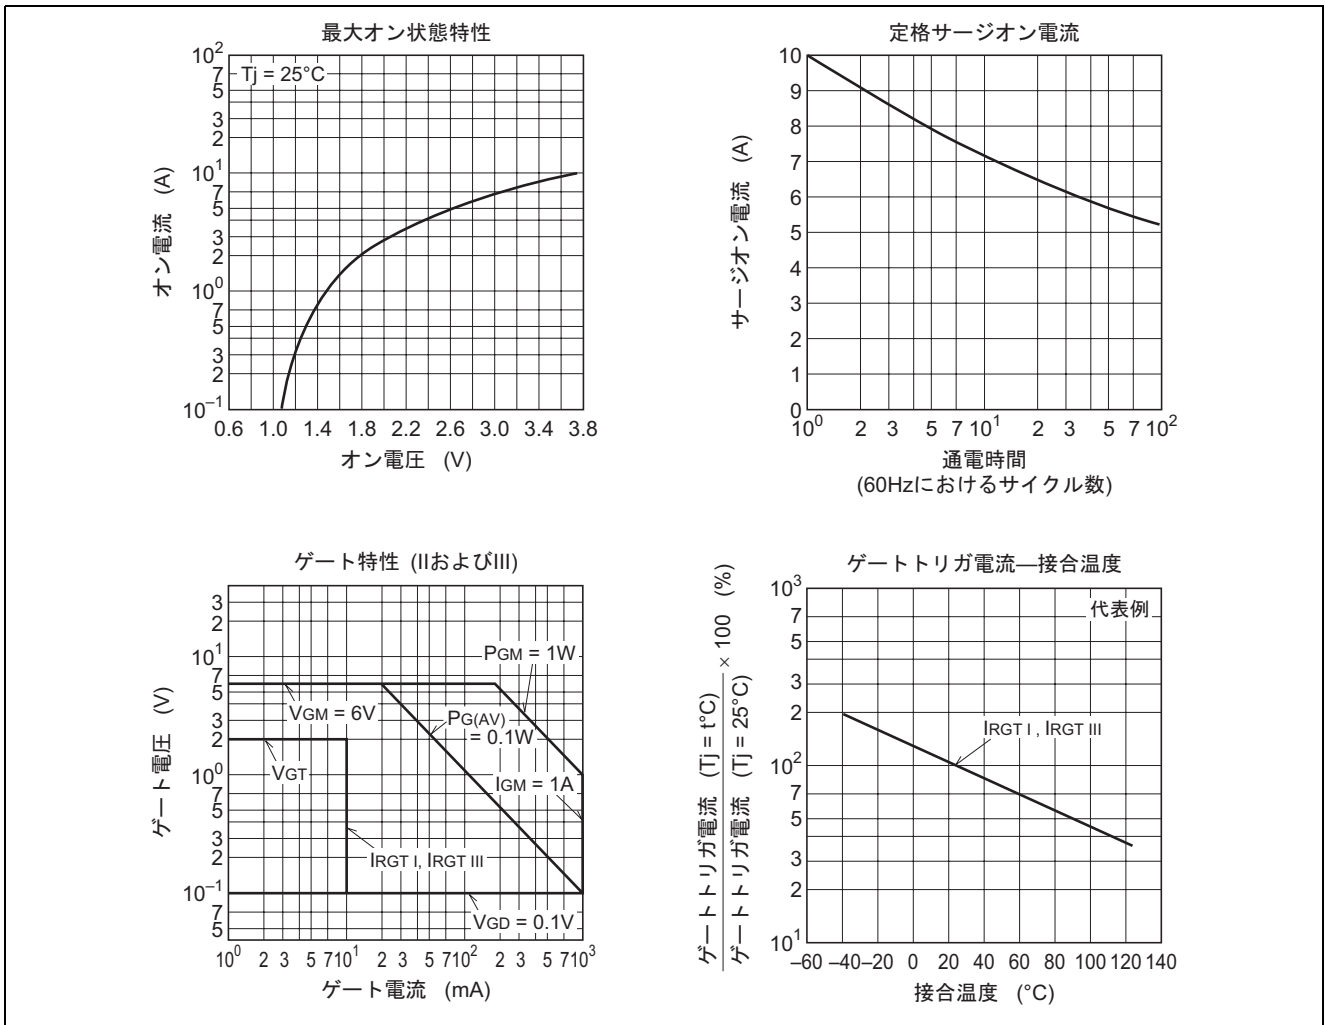 最大オン状態特性
10² 7 5 3 2 10¹ 7 5 3 2 10⁰ 7 5 3 2 10–1
Tj = 25°C
オン電流 (A)
0.6 1.0 1.4 1.8 2.2 2.6 3.0 3.4 3.8
オン電圧 (V)
定格サージオン電流
10 9 8 7 6 5 4 3 2 1 0
サージオン電流 (A)
10⁰ 2 3 5 7 10¹ 2 3 5 7 10²
通電時間
(60Hzにおけるサイクル数)
ゲート特性 (IIおよびIII)
3 2 10¹ 7 5 3 2 10⁰ 7 5 3 2 10–1 7 5
ゲート電圧 (V)
PGM = 1W
VGM = 6V
PG(AV)
= 0.1W
VGT
IGM = 1A
IRGT I, IRGT III
VGD = 0.1V
10⁰ 2 3 5 7 10¹ 2 3 5 7 10² 2 3 5 7 10³
ゲート電流 (mA)
ゲートトリガ電流—接合温度
10³ 7 5 3 2 10² 7 5 3 2 10¹
代表例
ゲートトリガ電流 (Tj = t°C)
ゲートトリガ電流 (Tj = 25°C)
× 100 (%)
IRGT I , IRGT III
–60 –40 –20 0 20 40 60 80 100 120 140
接合温度 (°C)